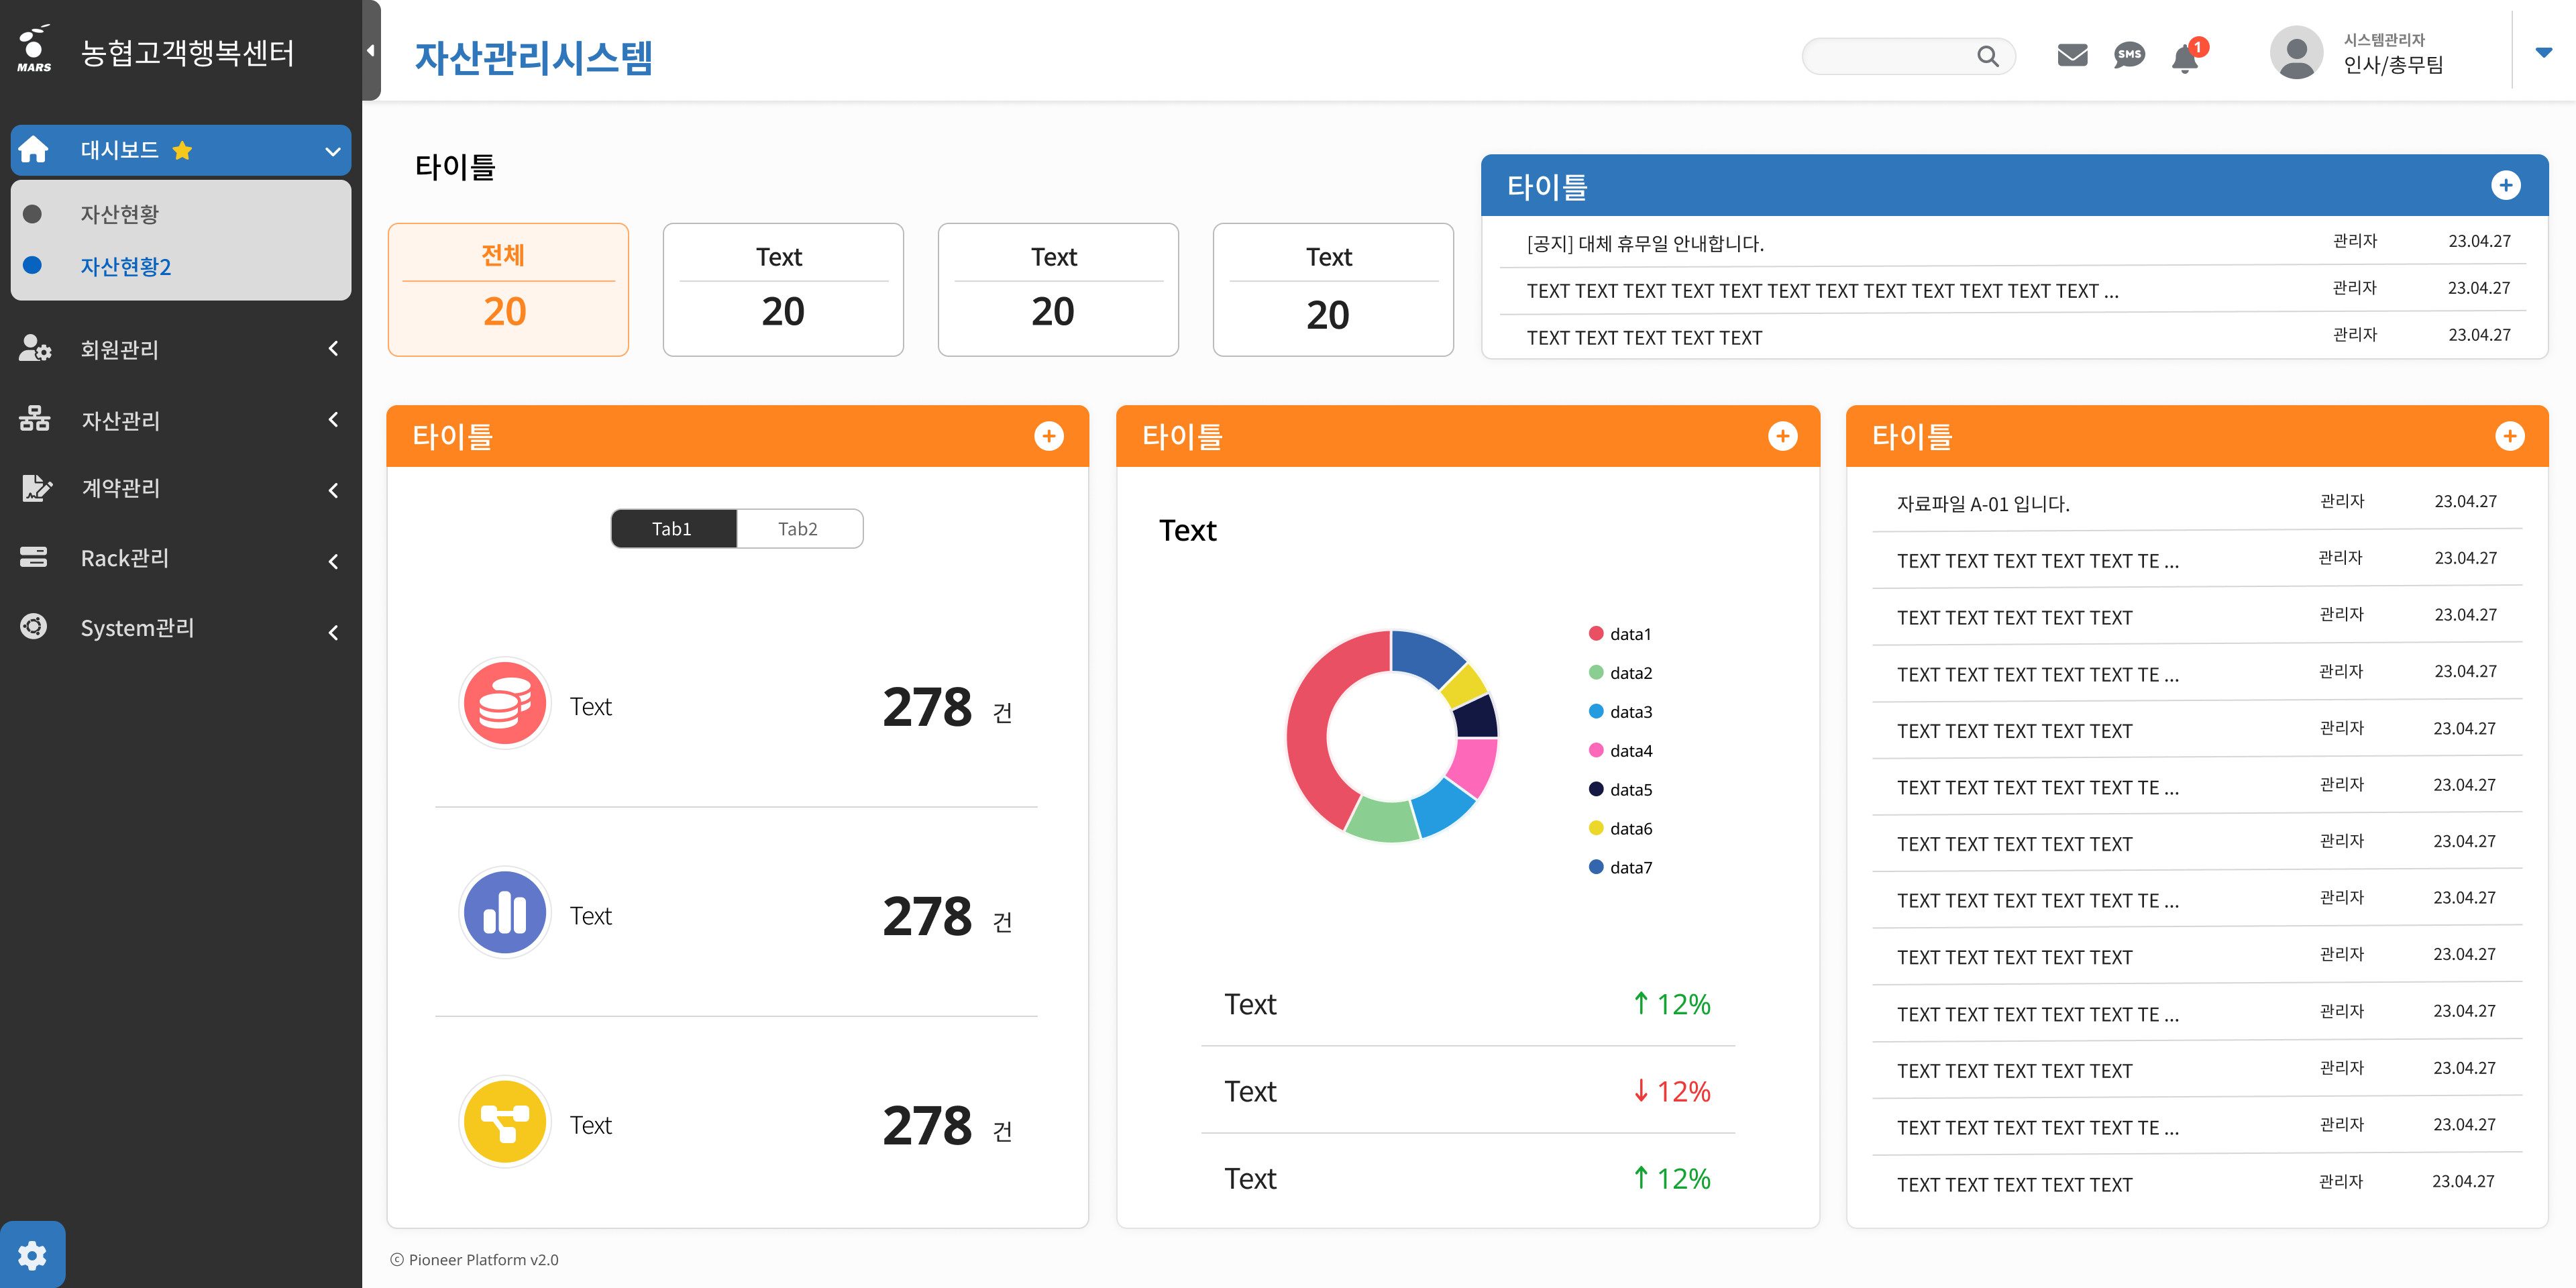 MARS
농협고객행복센터
대시보드
자산현황
자산현황2
회원관리
자산관리
계약관리
Rack관리
System관리
자산관리시스템
SMS
1
시스템관리자
인사/총무팀
타이틀
전체
20
Text
20
Text
20
Text
20
타이틀
[공지] 대체 휴무일 안내합니다. 관리자 23.04.27
TEXT TEXT TEXT TEXT TEXT TEXT TEXT TEXT TEXT TEXT TEXT TEXT ... 관리자 23.04.27
TEXT TEXT TEXT TEXT TEXT 관리자 23.04.27
타이틀
Tab1 Tab2
Text 278 건
Text 278 건
Text 278 건
타이틀
Text
data1
data2
data3
data4
data5
data6
data7
Text ↑ 12%
Text ↓ 12%
Text ↑ 12%
타이틀
자료파일 A-01 입니다. 관리자 23.04.27
TEXT TEXT TEXT TEXT TEXT TE ... 관리자 23.04.27
TEXT TEXT TEXT TEXT TEXT 관리자 23.04.27
TEXT TEXT TEXT TEXT TEXT TE ... 관리자 23.04.27
TEXT TEXT TEXT TEXT TEXT 관리자 23.04.27
TEXT TEXT TEXT TEXT TEXT TE ... 관리자 23.04.27
TEXT TEXT TEXT TEXT TEXT 관리자 23.04.27
TEXT TEXT TEXT TEXT TEXT TE ... 관리자 23.04.27
TEXT TEXT TEXT TEXT TEXT 관리자 23.04.27
TEXT TEXT TEXT TEXT TEXT TE ... 관리자 23.04.27
TEXT TEXT TEXT TEXT TEXT 관리자 23.04.27
TEXT TEXT TEXT TEXT TEXT TE ... 관리자 23.04.27
TEXT TEXT TEXT TEXT TEXT 관리자 23.04.27
ⓒ Pioneer Platform v2.0